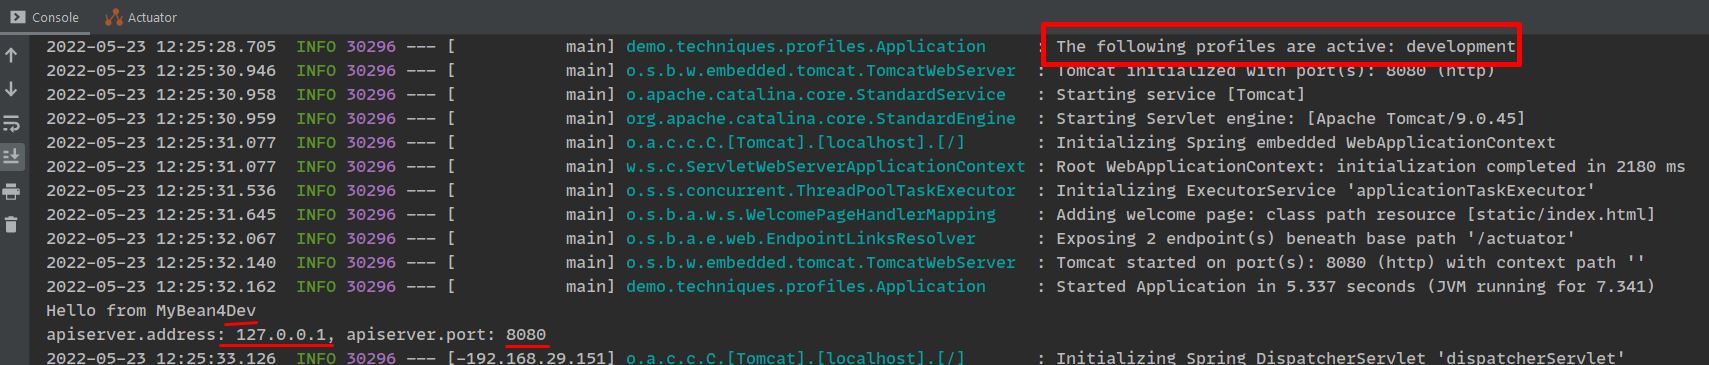 Console Actuator
2022-05-23 12:25:28.705  INFO 30296 --- [           main] demo.techniques.profiles.Application     : The following profiles are active: development
2022-05-23 12:25:30.946  INFO 30296 --- [           main] o.s.b.w.embedded.tomcat.TomcatWebServer  : Tomcat initialized with port(s): 8080 (http)
2022-05-23 12:25:30.958  INFO 30296 --- [           main] o.apache.catalina.core.StandardService   : Starting service [Tomcat]
2022-05-23 12:25:30.959  INFO 30296 --- [           main] org.apache.catalina.core.StandardEngine  : Starting Servlet engine: [Apache Tomcat/9.0.45]
2022-05-23 12:25:31.077  INFO 30296 --- [           main] o.a.c.c.C.[Tomcat].[localhost].[/]       : Initializing Spring embedded WebApplicationContext
2022-05-23 12:25:31.077  INFO 30296 --- [           main] w.s.c.ServletWebServerApplicationContext : Root WebApplicationContext: initialization completed in 2180 ms
2022-05-23 12:25:31.536  INFO 30296 --- [           main] o.s.s.concurrent.ThreadPoolTaskExecutor  : Initializing ExecutorService 'applicationTaskExecutor'
2022-05-23 12:25:31.645  INFO 30296 --- [           main] o.s.b.a.w.s.WelcomePageHandlerMapping    : Adding welcome page: class path resource [static/index.html]
2022-05-23 12:25:32.067  INFO 30296 --- [           main] o.s.b.a.e.web.EndpointLinksResolver      : Exposing 2 endpoint(s) beneath base path '/actuator'
2022-05-23 12:25:32.140  INFO 30296 --- [           main] o.s.b.w.embedded.tomcat.TomcatWebServer  : Tomcat started on port(s): 8080 (http) with context path ''
2022-05-23 12:25:32.162  INFO 30296 --- [           main] demo.techniques.profiles.Application     : Started Application in 5.337 seconds (JVM running for 7.341)
Hello from MyBean4Dev
apiserver.address: 127.0.0.1, apiserver.port: 8080
2022-05-23 12:25:33.126  INFO 30296 --- [-192.168.29.151] o.a.c.c.C.[Tomcat].[localhost].[/]       : Initializing Spring DispatcherServlet 'dispatcherServlet'